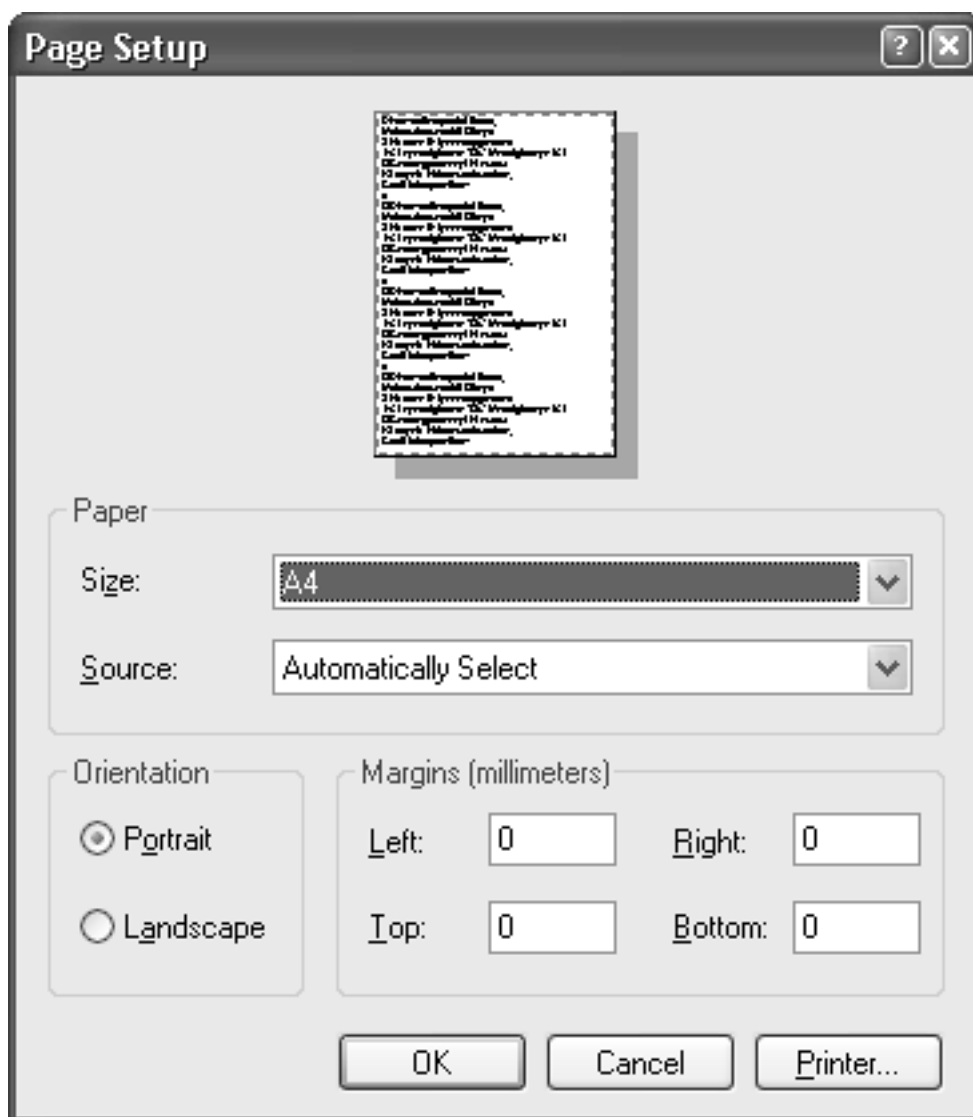 Page Setup
Paper
Size: A4
Source: Automatically Select
Orientation
Portrait
Landscape
Margins (millimeters)
Left: 0 Right: 0
Top: 0 Bottom: 0
OK Cancel Printer...